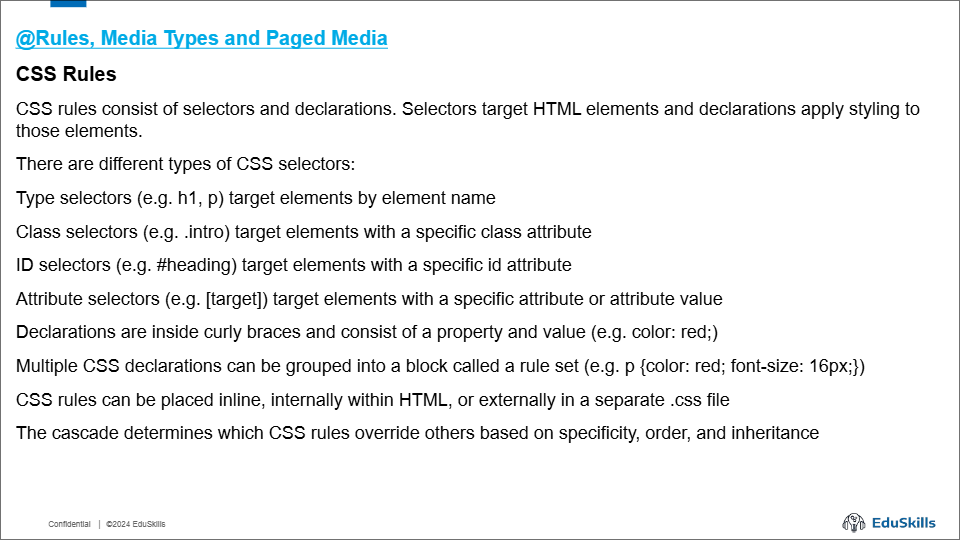 @Rules, Media Types and Paged Media
CSS Rules
CSS rules consist of selectors and declarations. Selectors target HTML elements and declarations apply styling to
those elements.
There are different types of CSS selectors:
Type selectors (e.g. h1, p) target elements by element name
Class selectors (e.g. .intro) target elements with a specific class attribute
ID selectors (e.g. #heading) target elements with a specific id attribute
Attribute selectors (e.g. [target]) target elements with a specific attribute or attribute value
Declarations are inside curly braces and consist of a property and value (e.g. color: red;)
Multiple CSS declarations can be grouped into a block called a rule set (e.g. p {color: red; font-size: 16px;})
CSS rules can be placed inline, internally within HTML, or externally in a separate .css file
The cascade determines which CSS rules override others based on specificity, order, and inheritance
Confidential | ©2024 EduSkills
EduSkills